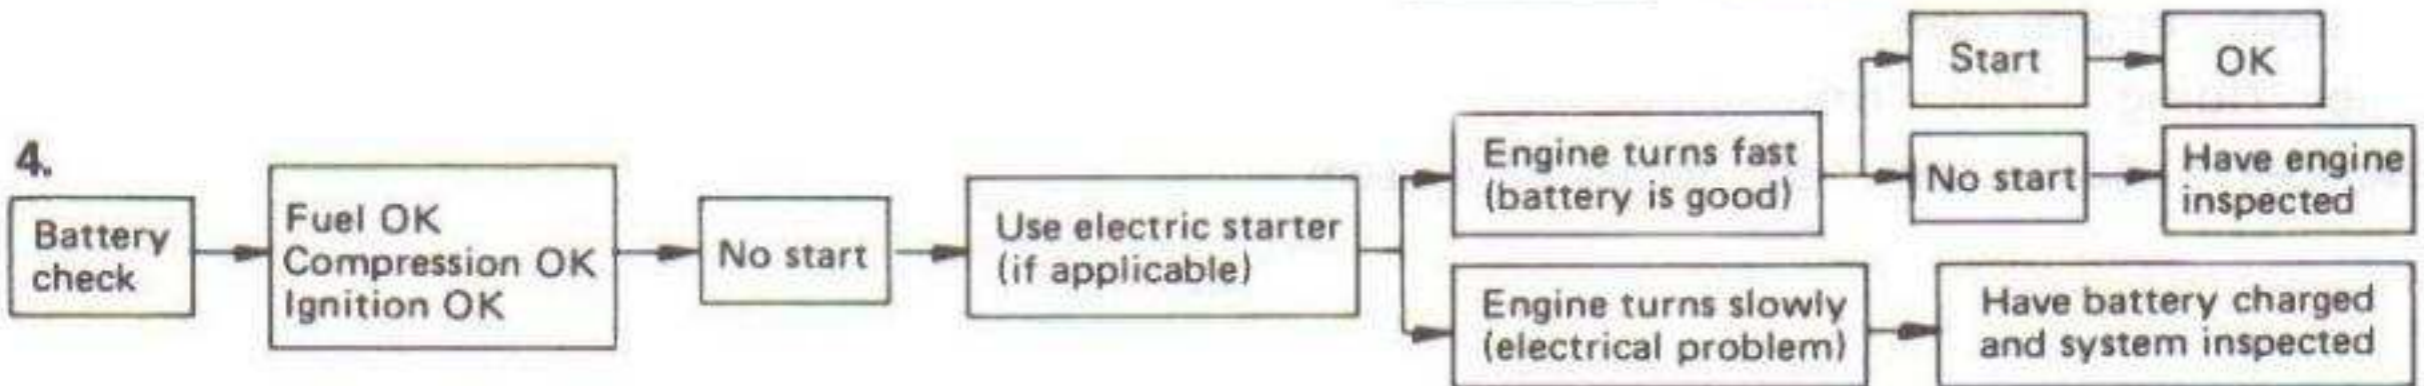 4.
Battery
check
Fuel OK
Compression OK
Ignition OK
No start
Use electric starter
(if applicable)
Engine turns fast
(battery is good)
Start
OK
No start
Have engine
inspected
Engine turns slowly
(electrical problem)
Have battery charged
and system inspected